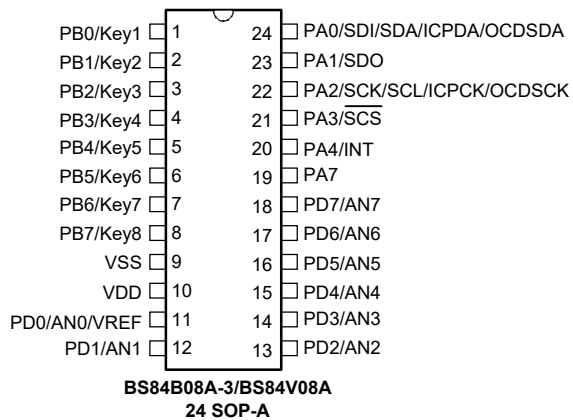 PB0/Key1 1 24 PA0/SDI/SDA/ICPDA/OCDSDA
PB1/Key2 2 23 PA1/SDO
PB2/Key3 3 22 PA2/SCK/SCL/ICPCK/OCDSCK
PB3/Key4 4 21 PA3/SCS
PB4/Key5 5 20 PA4/INT
PB5/Key6 6 19 PA7
PB6/Key7 7 18 PD7/AN7
PB7/Key8 8 17 PD6/AN6
VSS 9 16 PD5/AN5
VDD 10 15 PD4/AN4
PD0/AN0/VREF 11 14 PD3/AN3
PD1/AN1 12 13 PD2/AN2
BS84B08A-3/BS84V08A
24 SOP-A